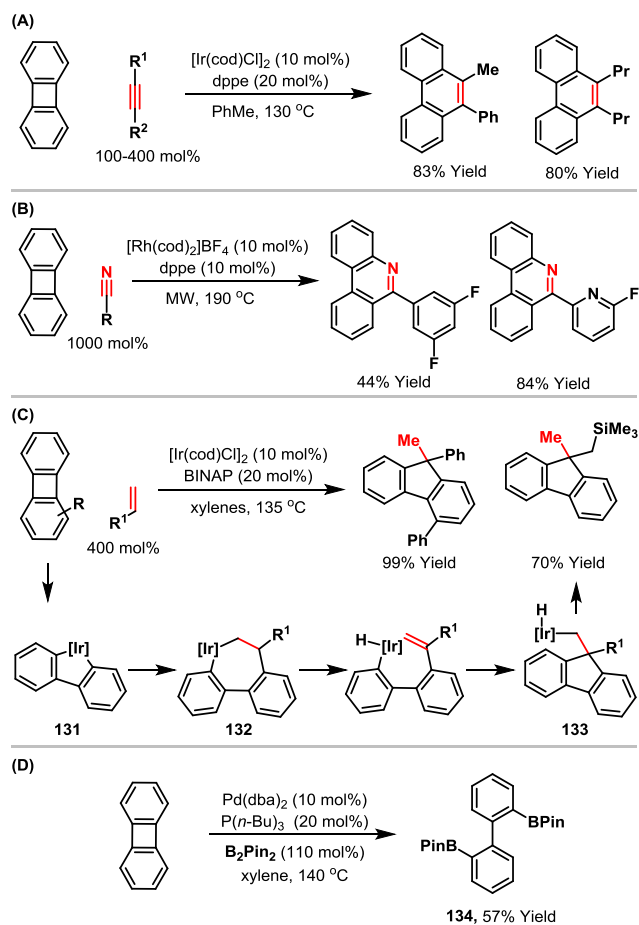 (A)
R1
R2
100-400 mol%
[Ir(cod)Cl]2 (10 mol%)
dppe (20 mol%)
PhMe, 130 oC
Me
Ph
83% Yield
Pr
Pr
80% Yield
(B)
N
R
1000 mol%
[Rh(cod)2]BF4 (10 mol%)
dppe (10 mol%)
MW, 190 oC
N
F
F
44% Yield
N
N
F
84% Yield
(C)
R
R1
400 mol%
[Ir(cod)Cl]2 (10 mol%)
BINAP (20 mol%)
xylenes, 135 oC
Me
Ph
Ph
99% Yield
Me
SiMe3
70% Yield
[Ir]
131
[Ir]
R1
132
H
[Ir]
R1
H
[Ir]
R1
133
(D)
Pd(dba)2 (10 mol%)
P(n-Bu)3 (20 mol%)
B2Pin2 (110 mol%)
xylene, 140 oC
BPin
PinB
134, 57% Yield